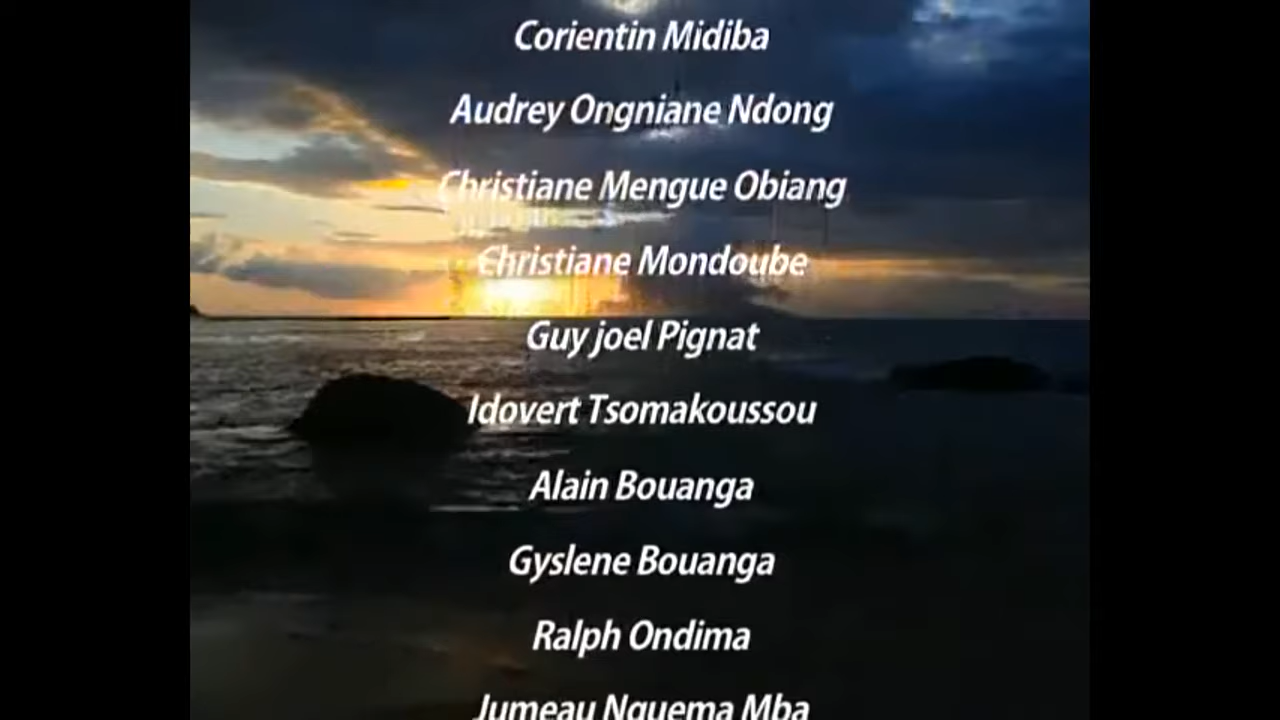 Corientin Midiba
Audrey Ongniane Ndong
Christiane Mengue Obiang
Christiane Mondoube
Guy joel Pignat
Idovert Tsomakoussou
Alain Bouanga
Gyslene Bouanga
Ralph Ondima
Jumeau Nguema Mba